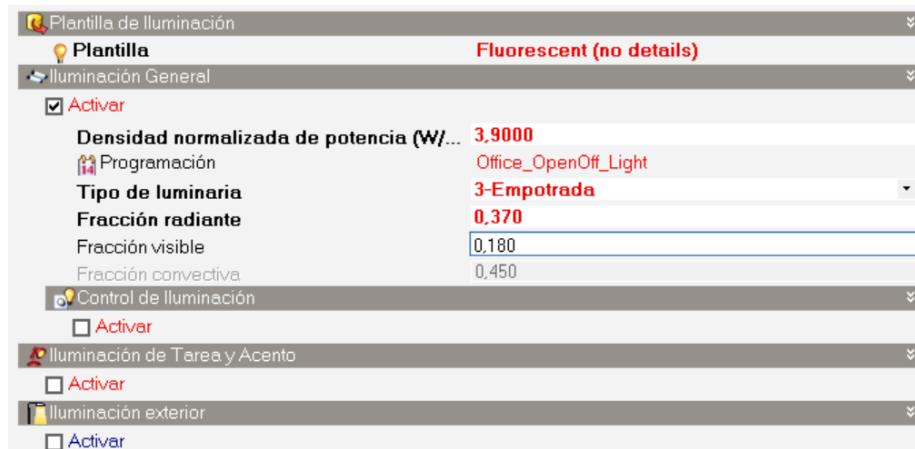 Plantilla de Iluminación
Plantilla Fluorescent (no details)
Iluminación General
Activar
Densidad normalizada de potencia (W/... 3,9000
14 Programación Office_OpenOff_Light
Tipo de luminaria 3-Empotrada
Fracción radiante 0,370
Fracción visible 0,180
Fracción convectiva 0,450
Control de Iluminación
Activar
Iluminación de Tarea y Acento
Activar
Iluminación exterior
Activar